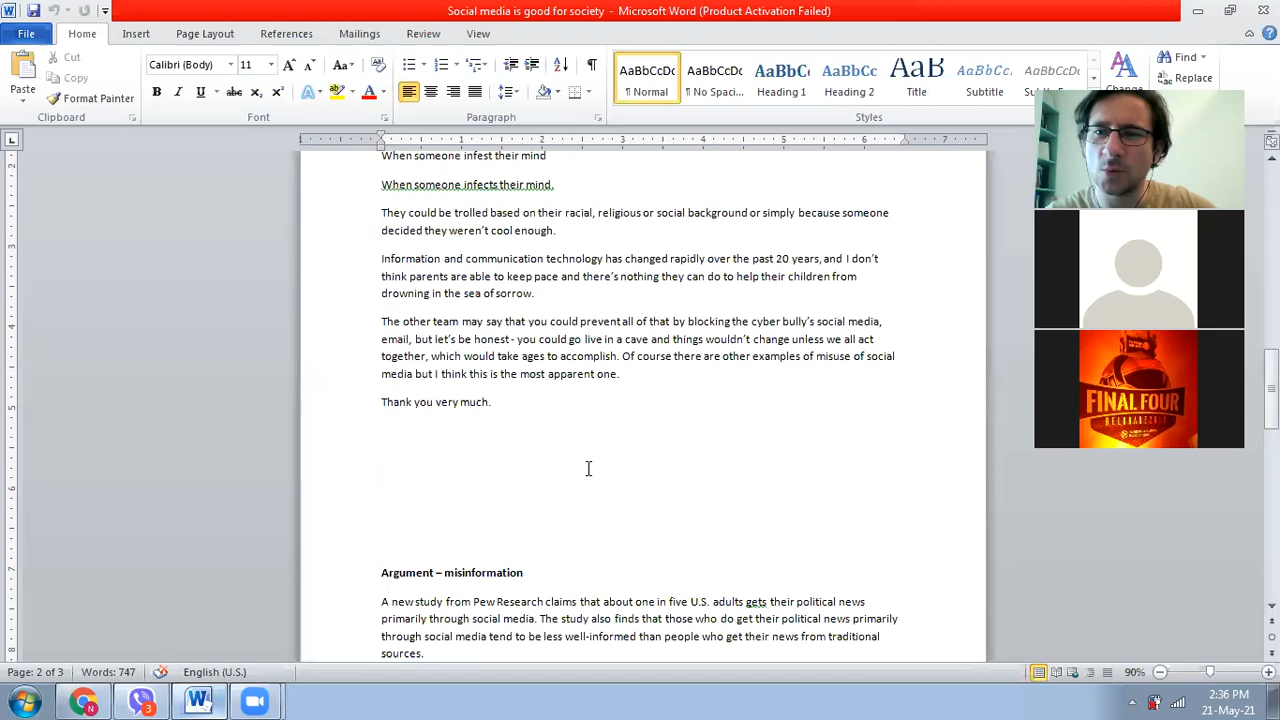 Social media is good for society - Microsoft Word (Product Activation Failed)
File Home Insert Page Layout References Mailings Review View
Paste Cut Copy Format Painter
Calibri (Body) 11
AaBbCcDc AaBbCcDc AaBbCc AaBbCc AaB AaBbCc. AaBbCcDc
¶ Normal ¶ No Spaci... Heading 1 Heading 2 Title Subtitle Subtle Em...
Change
Find
Replace
Clipboard Font Paragraph Styles
When someone infest their mind
When someone infects their mind.
They could be trolled based on their racial, religious or social background or simply because someone
decided they weren’t cool enough.
Information and communication technology has changed rapidly over the past 20 years, and I don’t
think parents are able to keep pace and there’s nothing they can do to help their children from
drowning in the sea of sorrow.
The other team may say that you could prevent all of that by blocking the cyber bully’s social media,
email, but let’s be honest - you could go live in a cave and things wouldn’t change unless we all act
together, which would take ages to accomplish. Of course there are other examples of misuse of social
media but I think this is the most apparent one.
Thank you very much.
Argument – misinformation
A new study from Pew Research claims that about one in five U.S. adults gets their political news
primarily through social media. The study also finds that those who do get their political news primarily
through social media tend to be less well-informed than people who get their news from traditional
sources.
FINAL FOUR
Page: 2 of 3 Words: 747 English (U.S.) 90%
2:36 PM
21-May-21